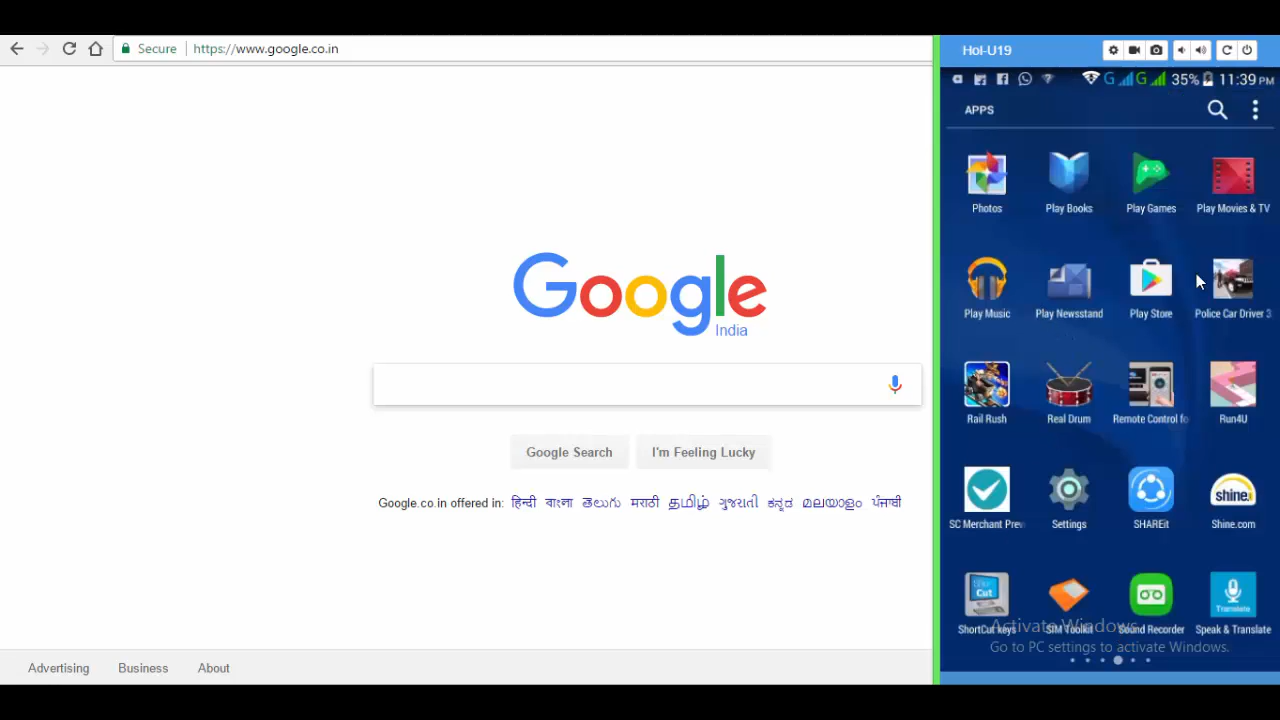 Secure https://www.google.co.in
Google
India
Google Search I'm Feeling Lucky
Google.co.in offered in: हिन्दी বাংলা తెలుగు मराठी தமிழ் ગુજરાતી ಕನ್ನಡ മലയാളം ਪੰਜਾਬੀ
Advertising Business About
Hol-U19
G G 35% 11:39 PM
APPS
Photos Play Books Play Games Play Movies & TV
Play Music Play Newsstand Play Store Police Car Driver 3
Rail Rush Real Drum Remote Control fo Run4U
shine.
SC Merchant Prev Settings SHAREit Shine.com
Cut Translate
ShortCut keys SIM Toolkit Sound Recorder Speak & Translate
Activate Windows
Go to PC settings to activate Windows.